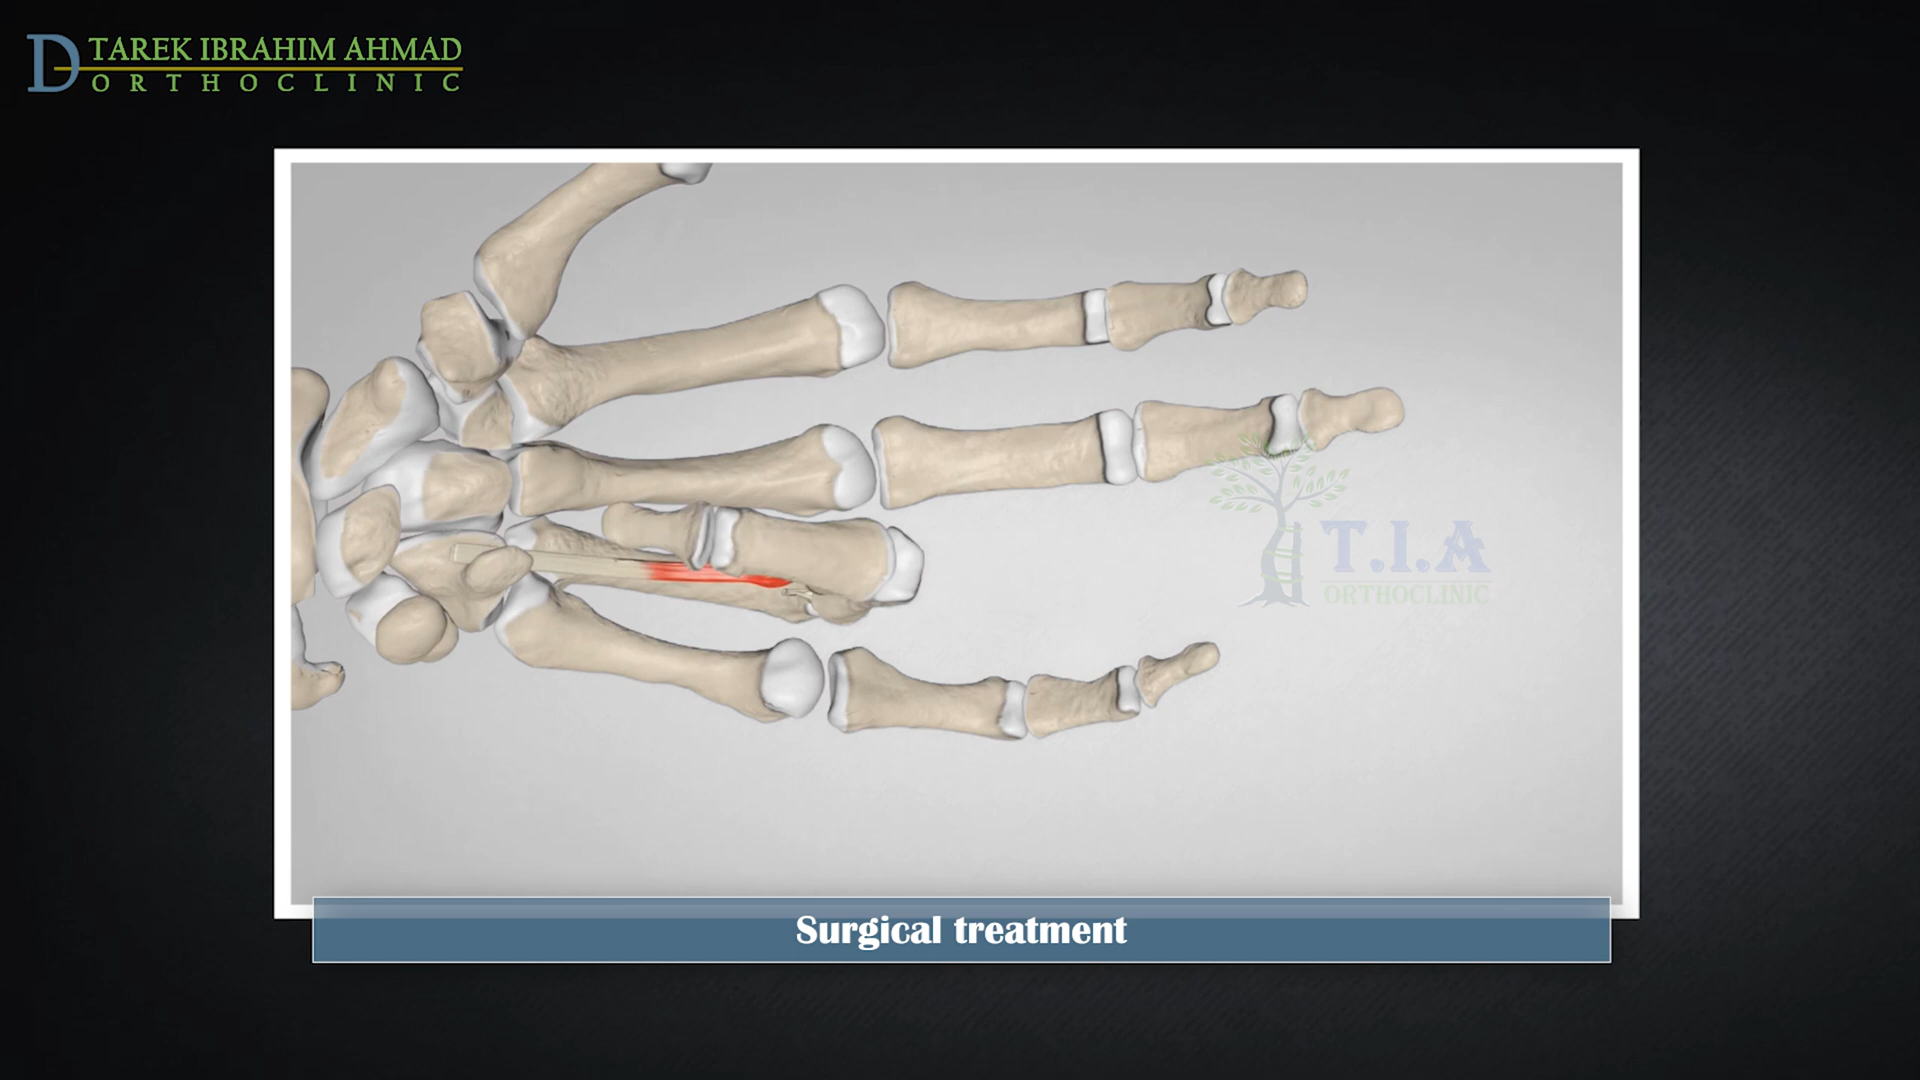 D TAREK IBRAHIM AHMAD
ORTHOCLINIC
T.I.A
ORTHOCLINIC
Surgical treatment